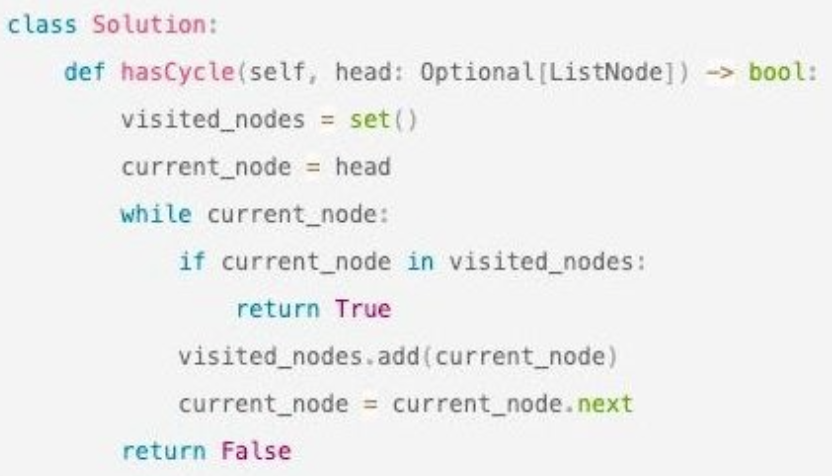 class Solution:
    def hasCycle(self, head: Optional[ListNode]) -> bool:
        visited_nodes = set()
        current_node = head
        while current_node:
            if current_node in visited_nodes:
                return True
            visited_nodes.add(current_node)
            current_node = current_node.next
        return False